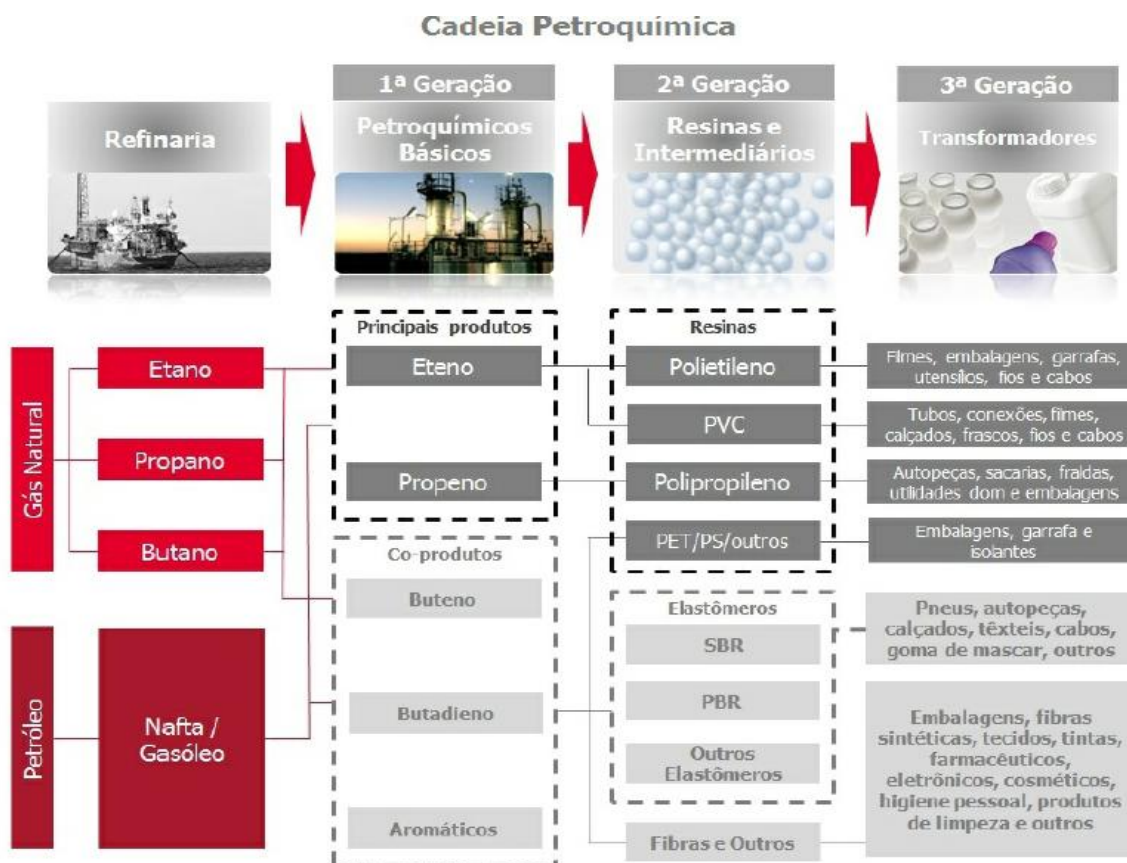 Cadeia Petroquímica
Refinaria
1ª Geração
Petroquímicos
Básicos
2ª Geração
Resinas e
Intermediários
3ª Geração
Transformadores
Gás Natural
Etano
Propano
Butano
Petróleo
Nafta /
Gasóleo
Principais produtos
Eteno
Propeno
Co-produtos
Buteno
Butadieno
Aromáticos
Resinas
Polietileno
PVC
Polipropileno
PET/PS/outros
Elastômeros
SBR
PBR
Outros
Elastômeros
Fibras e Outros
Filmes, embalagens, garrafas,
utensílos, fios e cabos
Tubos, conexões, filmes,
calçados, frascos, fios e cabos
Autopeças, sacarias, fraldas,
utilidades dom e embalagens
Embalagens, garrafa e
isolantes
Pneus, autopeças,
calçados, têxteis, cabos,
goma de mascar, outros
Embalagens, fibras
sintéticas, tecidos, tintas,
farmacêuticos,
eletrônicos, cosméticos,
higiene pessoal, produtos
de limpeza e outros